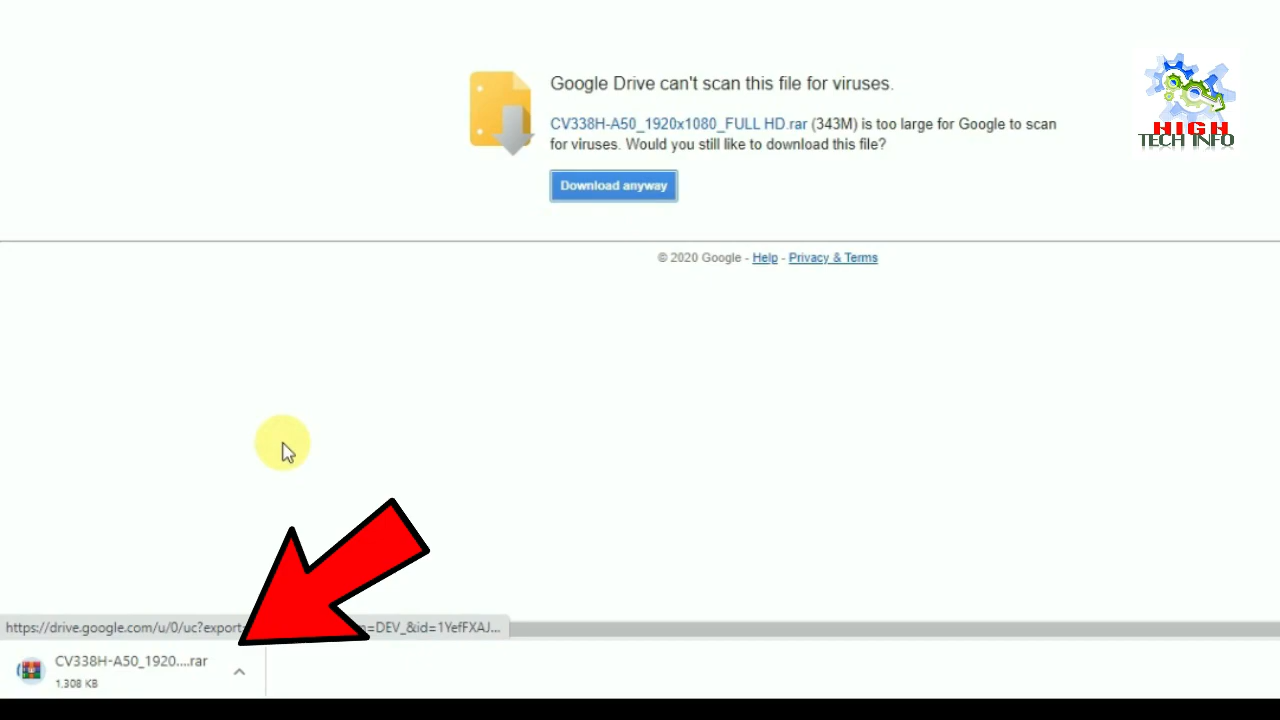 Google Drive can't scan this file for viruses.
CV338H-A50_1920x1080_FULL HD.rar (343M) is too large for Google to scan
for viruses. Would you still like to download this file?
Download anyway
HIGH
TECH INFO
© 2020 Google - Help - Privacy & Terms
https://drive.google.com/u/0/uc?export=DEV_&id=1YefFXAJ...
CV338H-A50_1920....rar
1,308 KB